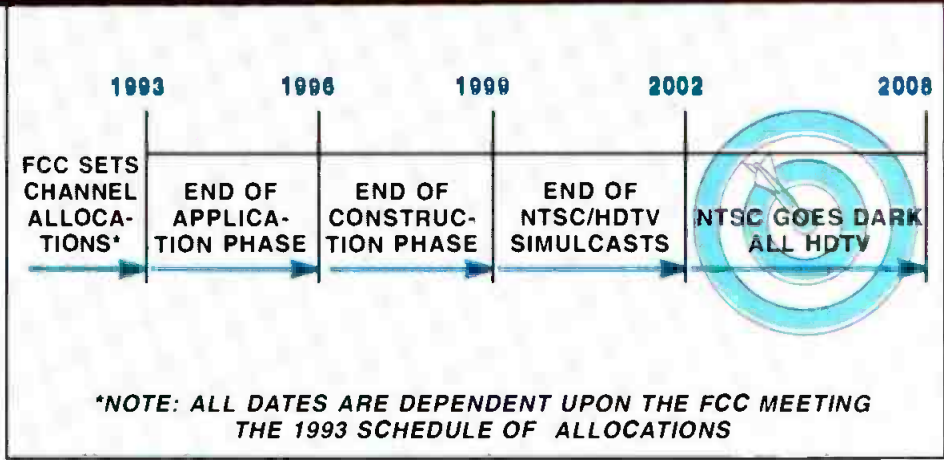 1993
1996
1999
2002
2008
FCC SETS
CHANNEL
ALLOCA-
TIONS*
END OF
APPLICA-
TION PHASE
END OF
CONSTRUC-
TION PHASE
END OF
NTSC/HDTV
SIMULCASTS
NTSC GOES DARK
ALL HDTV
*NOTE: ALL DATES ARE DEPENDENT UPON THE FCC MEETING
THE 1993 SCHEDULE OF ALLOCATIONS